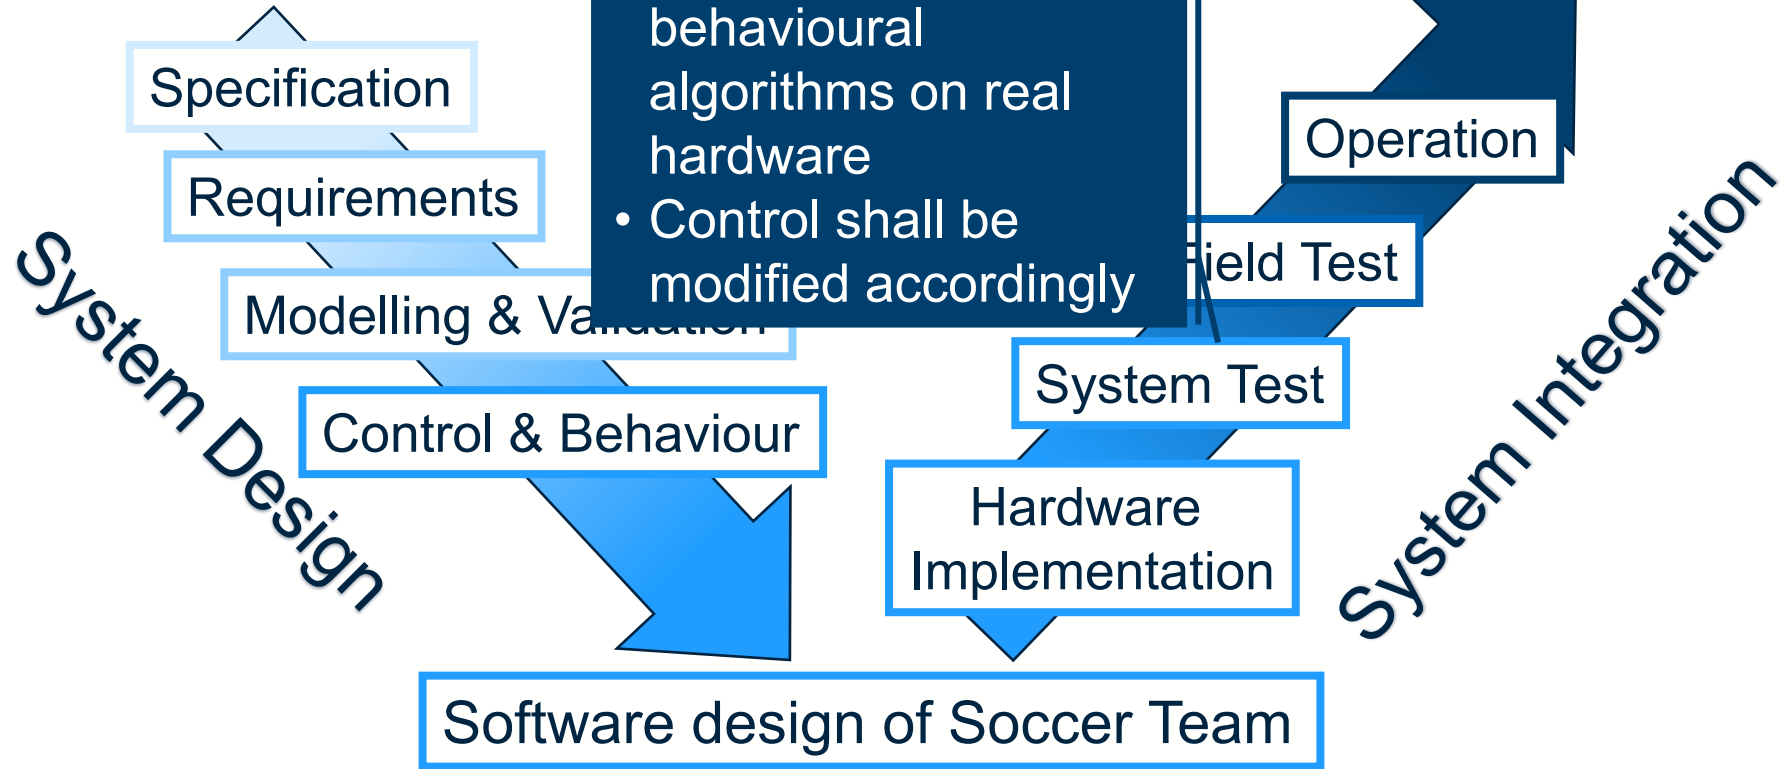 Specification
Requirements
Modelling & Va
Control & Behaviour
System Design
behavioural
algorithms on real
hardware
• Control shall be
modified accordingly
Operation
Field Test
System Test
Hardware
Implementation
System Integration
Software design of Soccer Team